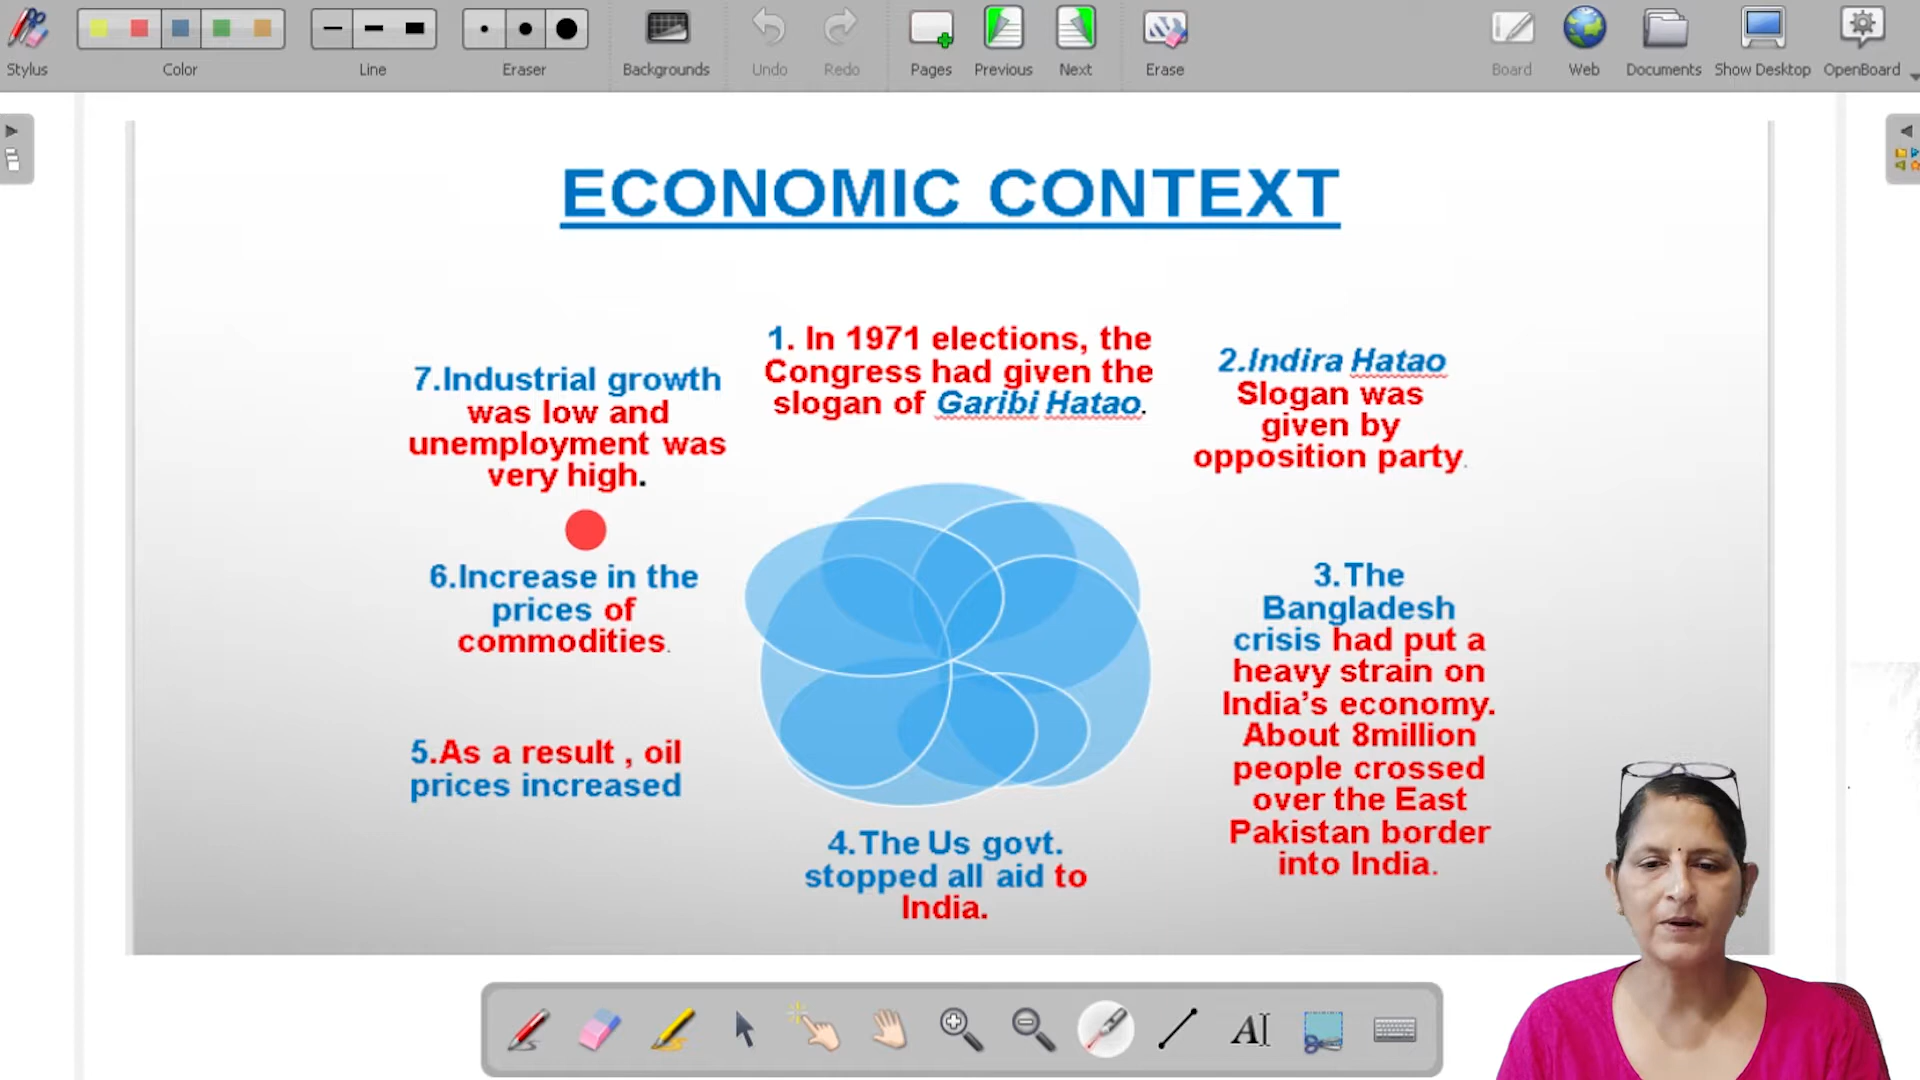 Stylus
Color
Line
Eraser
Backgrounds
Undo
Redo
Pages
Previous
Next
Erase
Board
Web
Documents
Show Desktop
OpenBoard
ECONOMIC CONTEXT
1. In 1971 elections, the
Congress had given the
slogan of Garibi Hatao.
2.Indira Hatao
Slogan was
given by
opposition party.
3.The
Bangladesh
crisis had put a
heavy strain on
India’s economy.
About 8million
people crossed
over the East
Pakistan border
into India.
4.The Us govt.
stopped all aid to
India.
5.As a result , oil
prices increased
6.Increase in the
prices of
commodities.
7.Industrial growth
was low and
unemployment was
very high.